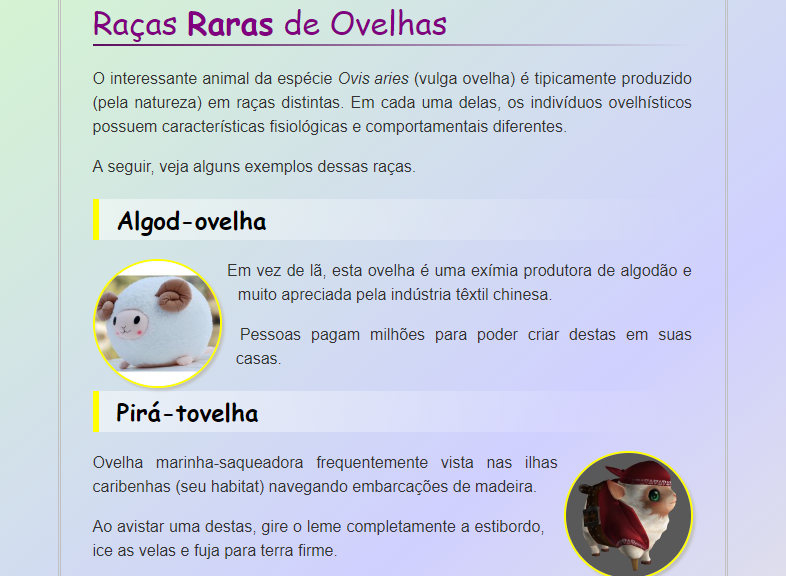 Raças Raras de Ovelhas
O interessante animal da espécie Ovis aries (vulga ovelha) é tipicamente produzido
(pela natureza) em raças distintas. Em cada uma delas, os indivíduos ovelhísticos
possuem características fisiológicas e comportamentais diferentes.
A seguir, veja alguns exemplos dessas raças.
Algod-ovelha
Em vez de lã, esta ovelha é uma exímia produtora de algodão e
muito apreciada pela indústria têxtil chinesa.
Pessoas pagam milhões para poder criar destas em suas
casas.
Pirá-tovelha
Ovelha marinha-saqueadora frequentemente vista nas ilhas
caribenhas (seu habitat) navegando embarcações de madeira.
Ao avistar uma destas, gire o leme completamente a estibordo,
ice as velas e fuja para terra firme.